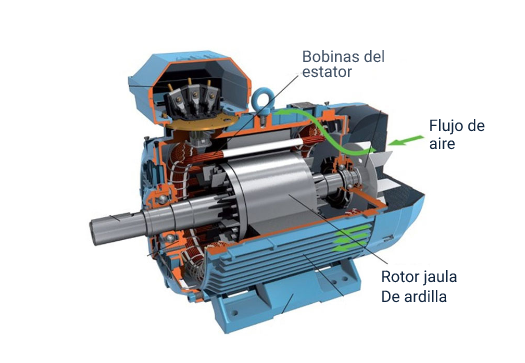 Bobinas del
estator
Flujo de
aire
Rotor jaula
De ardilla